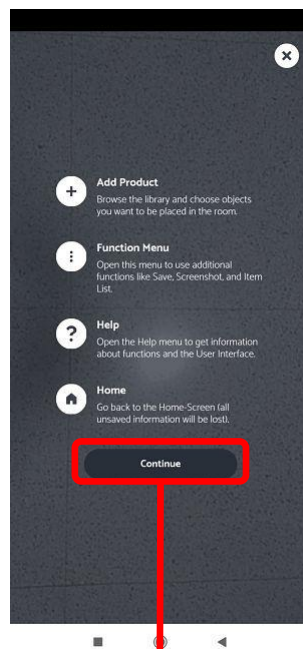 Add Product
Browse the library and choose objects
you want to be placed in the room.
Function Menu
Open this menu to use additional
functions like Save, Screenshot, and Item
List.
Help
Open the Help menu to get information
about functions and the User Interface.
Home
Go back to the Home-Screen (all
unsaved information will be lost).
Continue